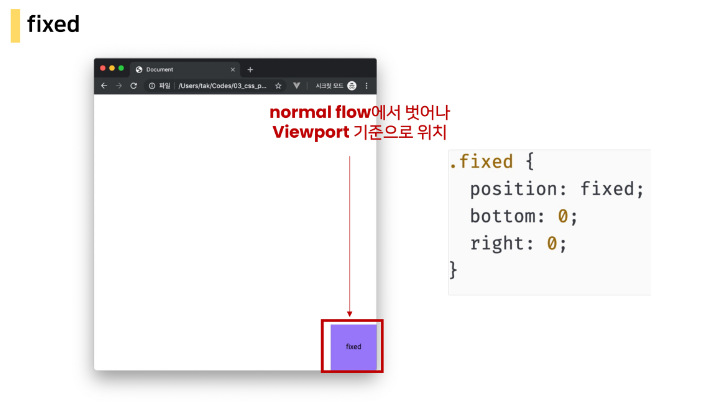 fixed
Document
파일 | /Users/tak/Codes/03_css_p...
시크릿 모드
normal flow에서 벗어나
Viewport 기준으로 위치
.fixed {
position: fixed;
bottom: 0;
right: 0;
}
fixed